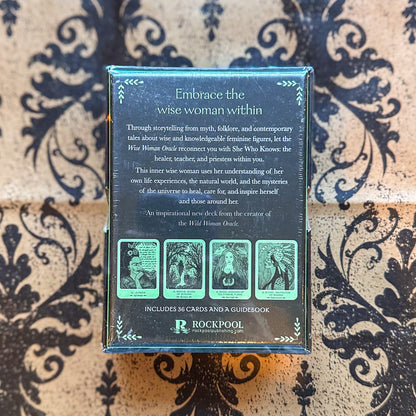 Embrace the
wise woman within
Through storytelling from myth, folklore, and contemporary
tales about wise and knowledgeable feminine figures, let the
Wise Woman Oracle reconnect you with She Who Knows: the
healer, teacher, and priestess within you.
This inner wise woman uses her understanding of her
own life experiences, the natural world, and the mysteries
of the universe to heal, care for, and inspire herself
and those around her.
An inspirational new deck from the creator of
the Wild Woman Oracle.
INCLUDES 36 CARDS AND A GUIDEBOOK
R ROCKPOOL
rockpoolpublishing.com